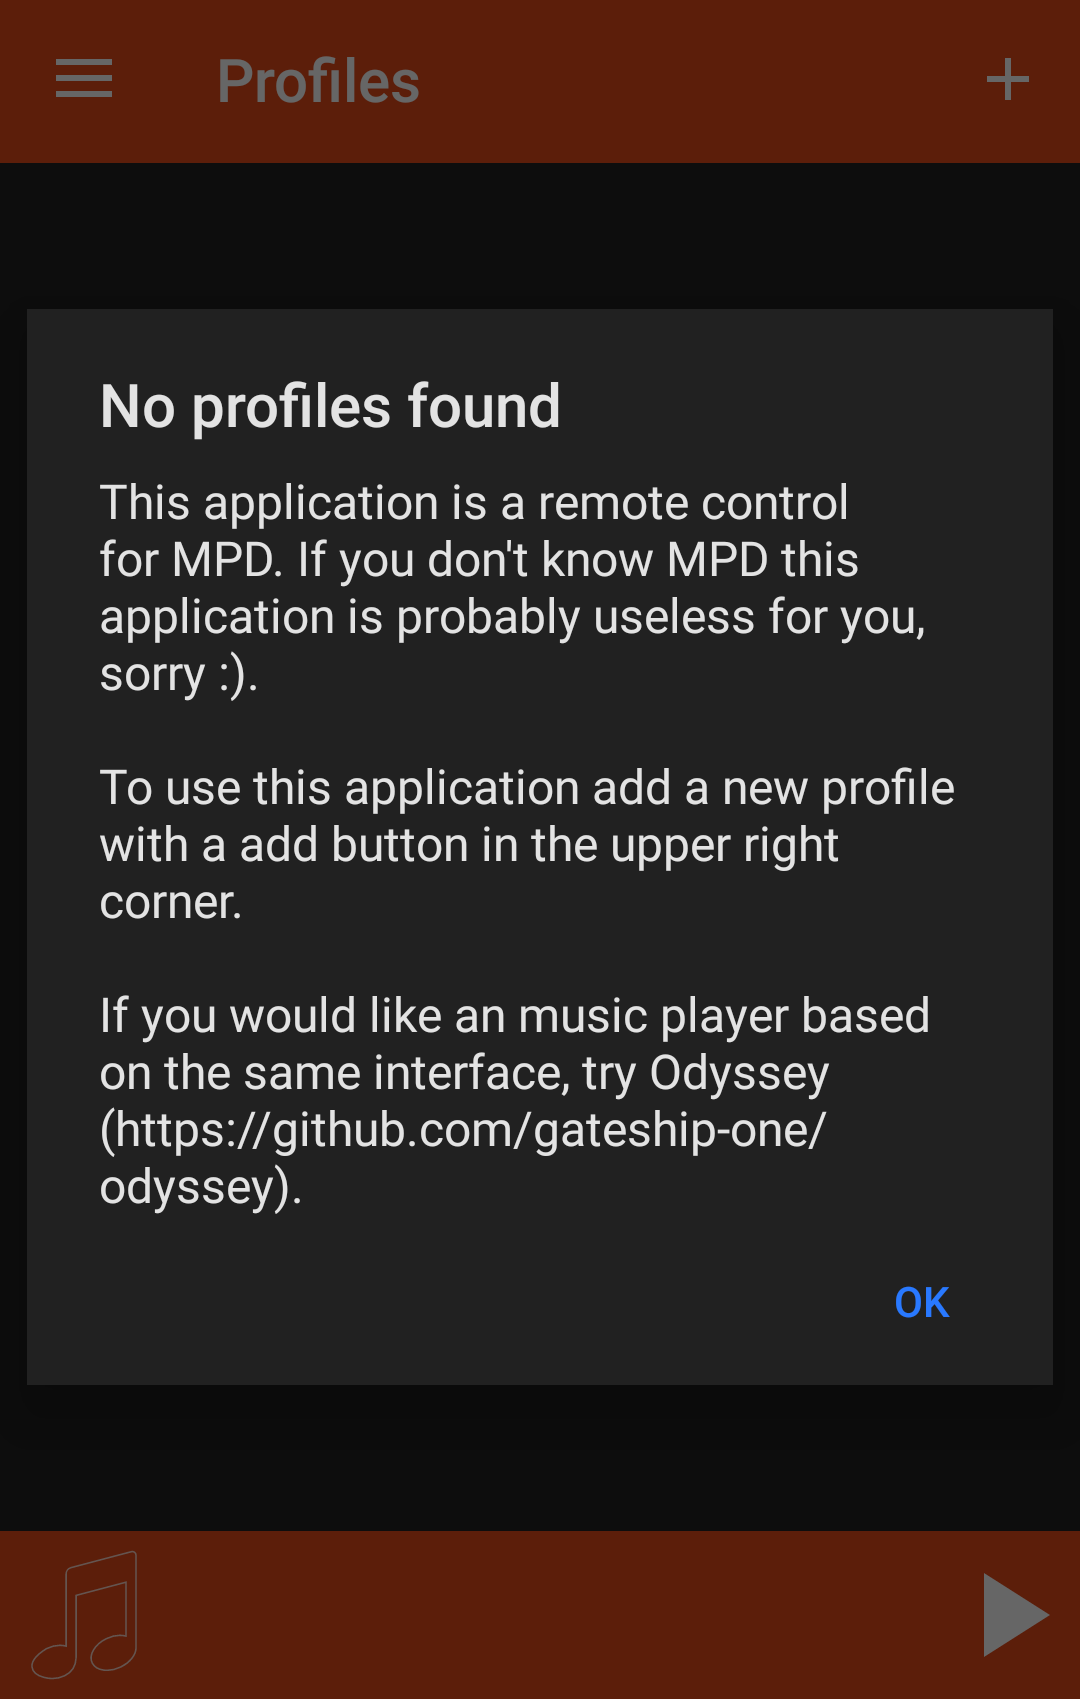 Profiles
No profiles found
This application is a remote control
for MPD. If you don't know MPD this
application is probably useless for you,
sorry :).
To use this application add a new profile
with a add button in the upper right
corner.
If you would like an music player based
on the same interface, try Odyssey
(https://github.com/gateship-one/
odyssey).
OK